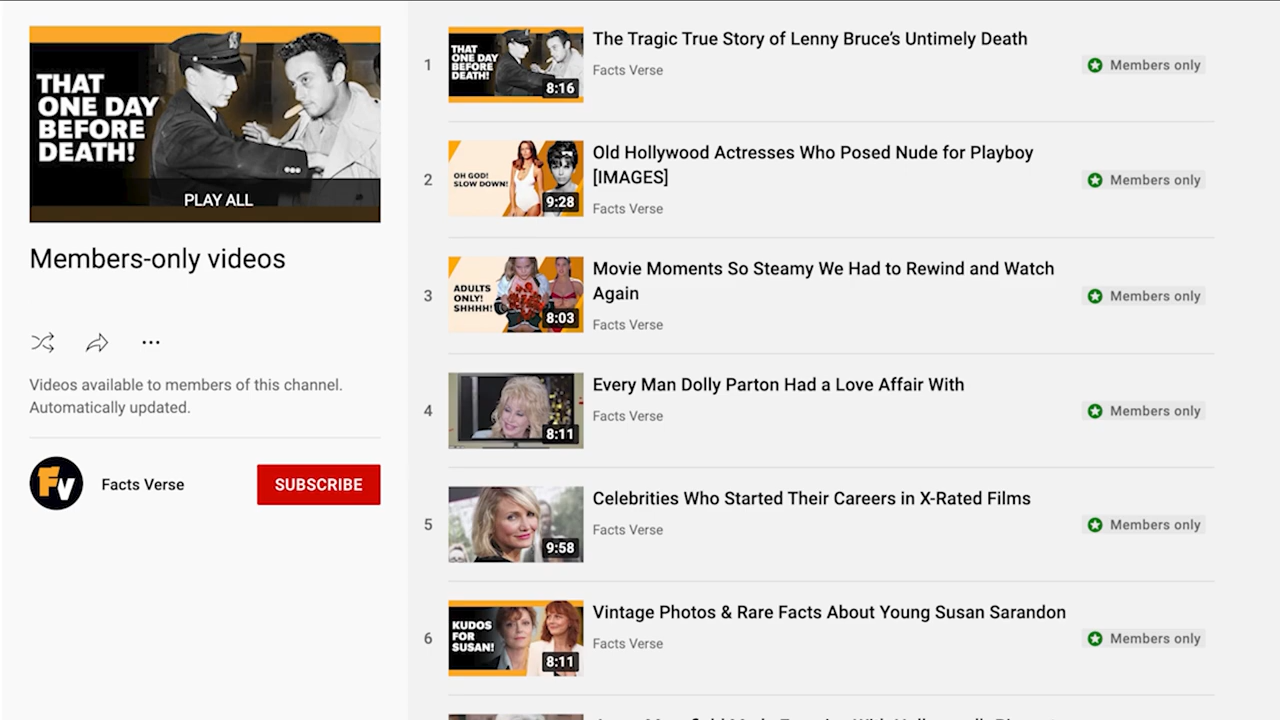 THAT
ONE DAY
BEFORE
DEATH!
PLAY ALL
Members-only videos
Videos available to members of this channel.
Automatically updated.
FV
Facts Verse
SUBSCRIBE
1
THAT
ONE DAY
BEFORE
DEATH!
8:16
The Tragic True Story of Lenny Bruce’s Untimely Death
Facts Verse
Members only
2
OH GOD!
SLOW DOWN!
9:28
Old Hollywood Actresses Who Posed Nude for Playboy
[IMAGES]
Facts Verse
Members only
3
ADULTS
ONLY!
SHHHH!
8:03
Movie Moments So Steamy We Had to Rewind and Watch
Again
Facts Verse
Members only
4
8:11
Every Man Dolly Parton Had a Love Affair With
Facts Verse
Members only
5
9:58
Celebrities Who Started Their Careers in X-Rated Films
Facts Verse
Members only
6
KUDOS
FOR
SUSAN!
8:11
Vintage Photos & Rare Facts About Young Susan Sarandon
Facts Verse
Members only